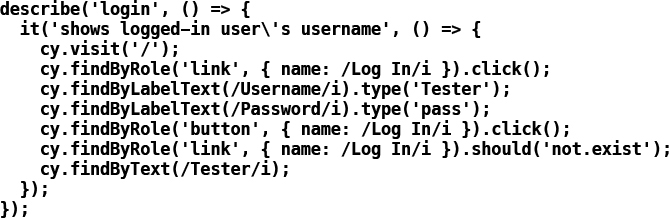 describe('login', () => {
  it('shows logged-in user\'s username', () => {
    cy.visit('/');
    cy.findByRole('link', { name: /Log In/i }).click();
    cy.findByLabelText(/Username/i).type('Tester');
    cy.findByLabelText(/Password/i).type('pass');
    cy.findByRole('button', { name: /Log In/i }).click();
    cy.findByRole('link', { name: /Log In/i }).should('not.exist');
    cy.findByText(/Tester/i);
  });
});